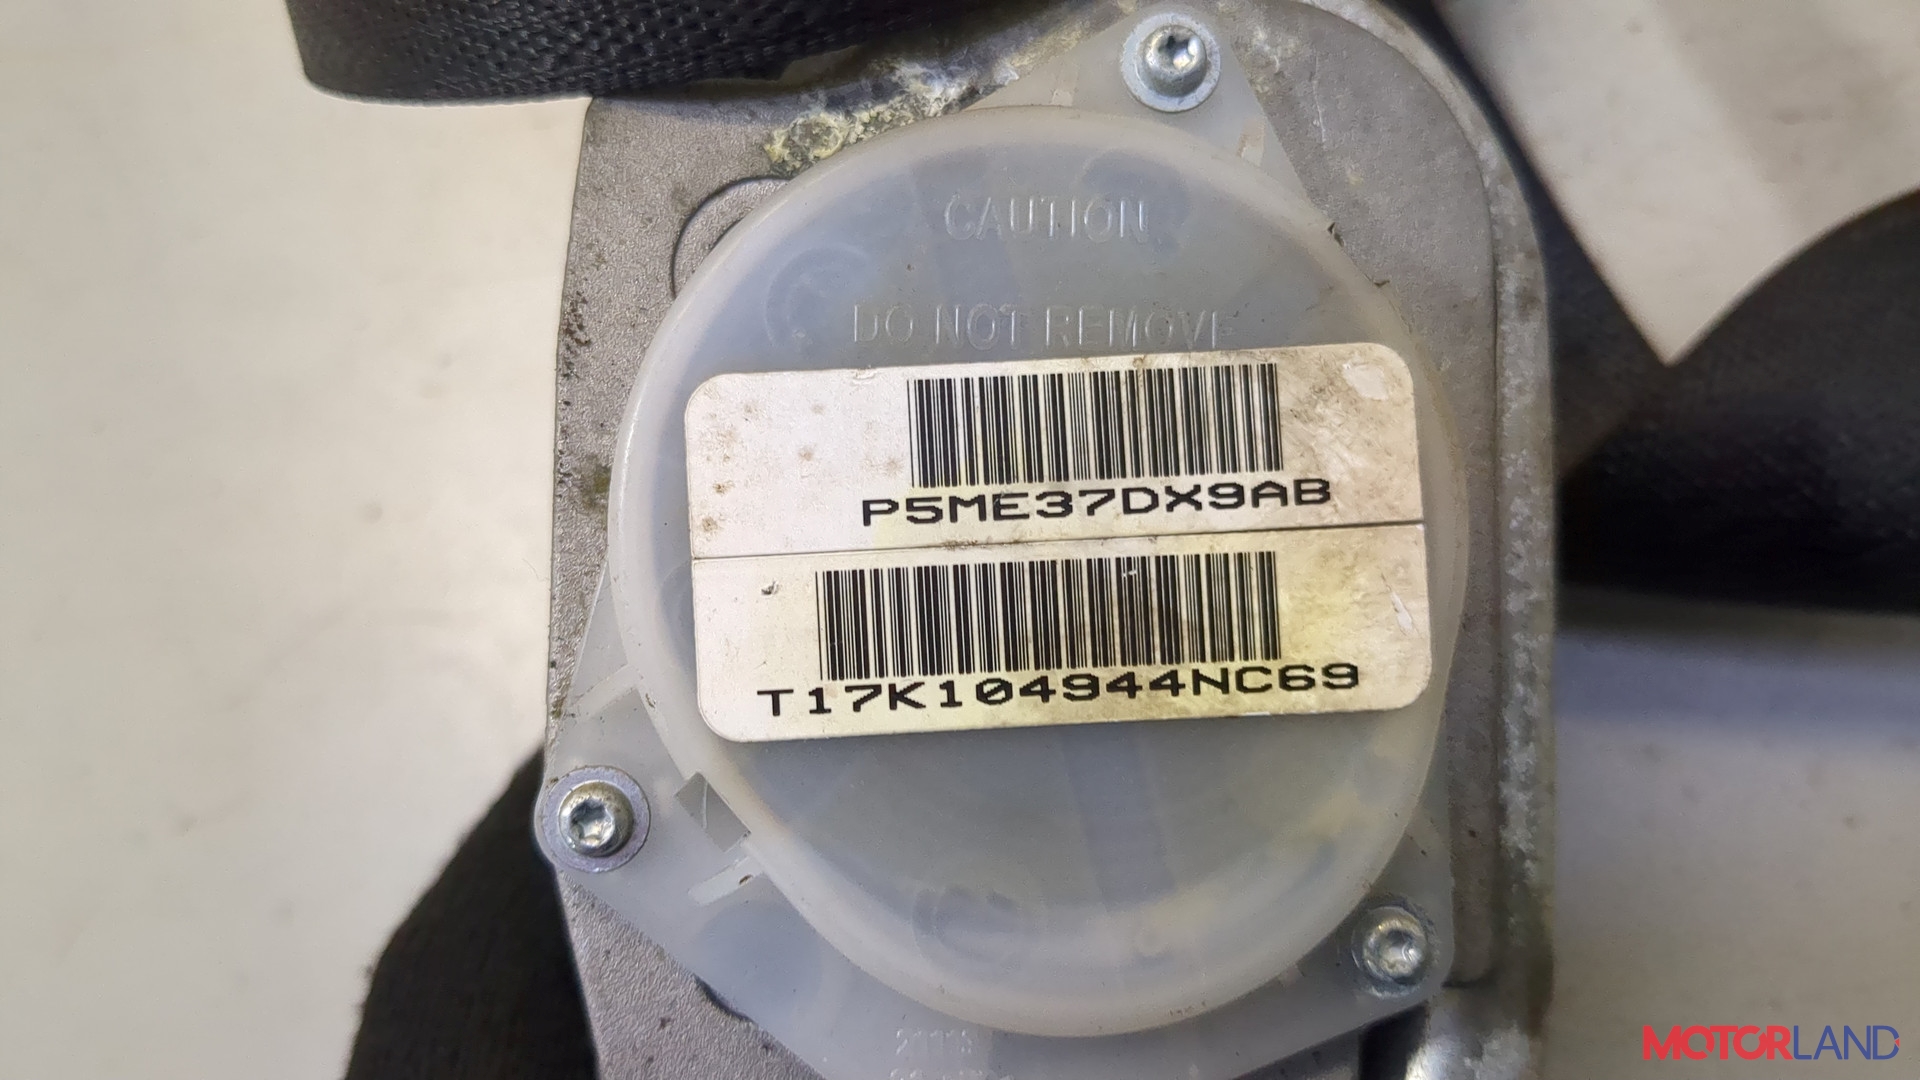 CAUTION
DO NOT REMOVE
P5ME37DX9AB
T17K104944NC69
MOTORLAND